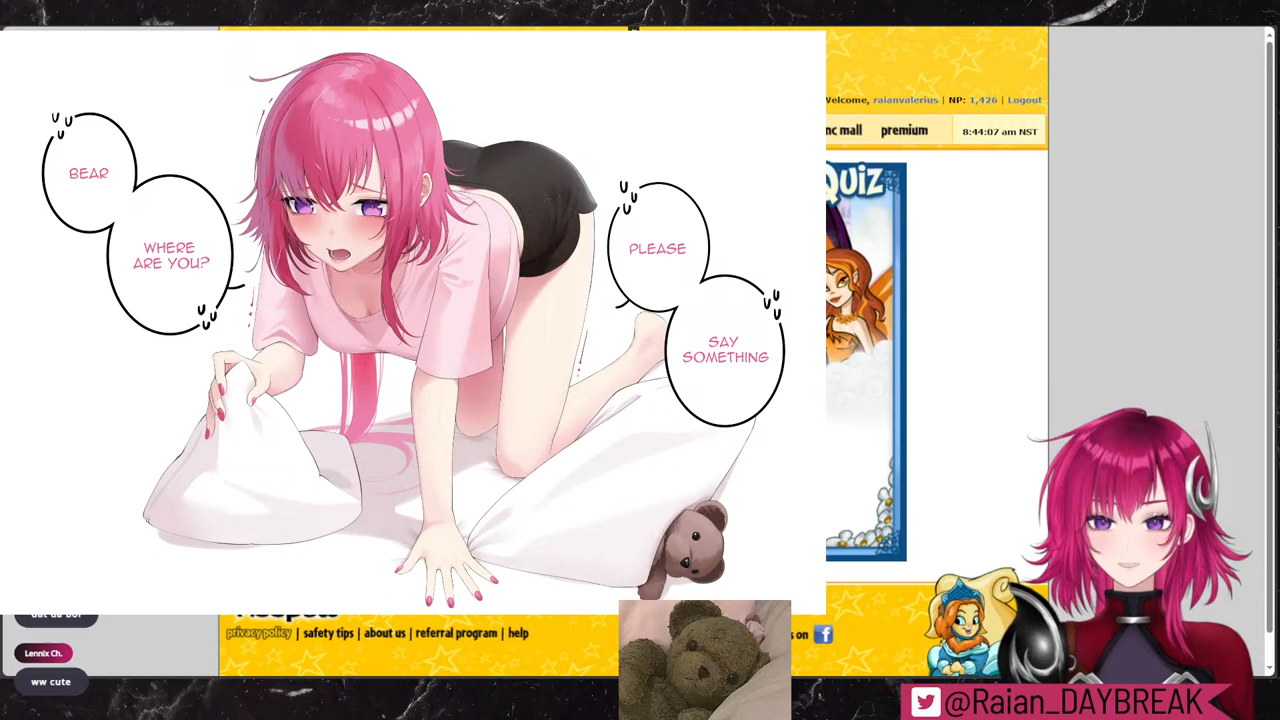 BEAR
WHERE
ARE YOU?
PLEASE
SAY
SOMETHING
Welcome, raianvalerius | NP: 1,426 | Logout
nc mall
premium
8:44:07 am NST
QUIZ
Lennix Ch.
ww cute
privacy policy | safety tips | about us | referral program | help
s on
@Raian_DAYBREAK